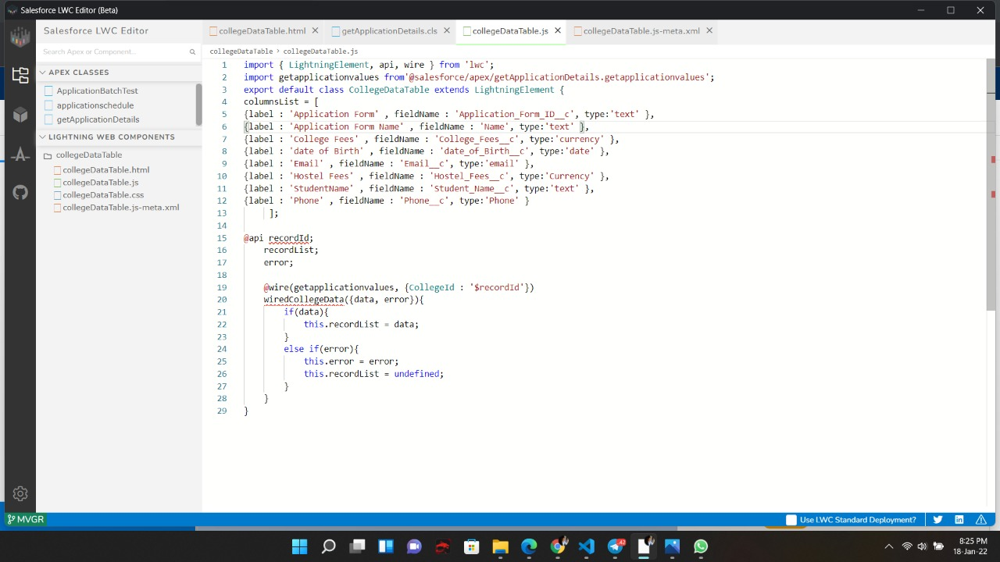 Salesforce LWC Editor (Beta)
Salesforce LWC Editor
Search Apex or Component...
APEX CLASSES
ApplicationBatchTest
applicationschedule
getApplicationDetails
LIGHTNING WEB COMPONENTS
collegeDataTable
collegeDataTable.html
collegeDataTable.js
collegeDataTable.css
collegeDataTable.js-meta.xml
collegeDataTable.html getApplicationDetails.cls collegeDataTable.js collegeDataTable.js-meta.xml
collegeDataTable > collegeDataTable.js
1 import { LightningElement, api, wire } from 'lwc';
2 import getapplicationvalues from'@salesforce/apex/getApplicationDetails.getapplicationvalues';
3 export default class CollegeDataTable extends LightningElement {
4 columnsList = [
5 {label : 'Application Form' , fieldName : 'Application_Form_ID__c', type:'text' },
6 {label : 'Application Form Name' , fieldName : 'Name', type:'text' },
7 {label : 'College Fees' , fieldName : 'College_Fees__c', type:'currency' },
8 {label : 'date of Birth' , fieldName : 'date_of_Birth__c', type:'date' },
9 {label : 'Email' , fieldName : 'Email__c', type:'email' },
10 {label : 'Hostel Fees' , fieldName : 'Hostel_Fees__c', type:'Currency' },
11 {label : 'StudentName' , fieldName : 'Student_Name__c', type:'text' },
12 {label : 'Phone' , fieldName : 'Phone__c', type:'Phone' }
13 ];
14
15 @api recordId;
16 recordList;
17 error;
18
19 @wire(getapplicationvalues, {CollegeId : '$recordId'})
20 wiredCollegeData({data, error}){
21 if(data){
22 this.recordList = data;
23 }
24 else if(error){
25 this.error = error;
26 this.recordList = undefined;
27 }
28 }
29 }
MVGR
Use LWC Standard Deployment?
8:25 PM
18-Jan-22